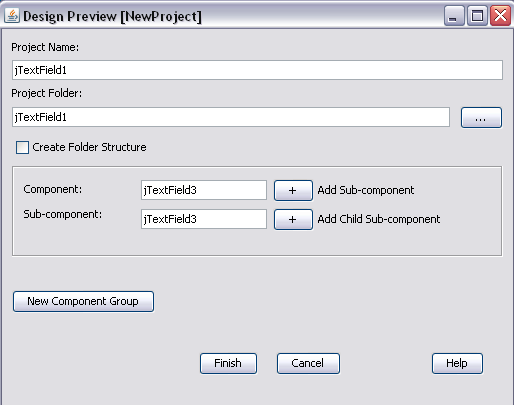 Design Preview [NewProject]
Project Name:
jTextField1
Project Folder:
jTextField1 ...
Create Folder Structure
Component: jTextField3 + Add Sub-component
Sub-component: jTextField3 + Add Child Sub-component
New Component Group
Finish Cancel Help